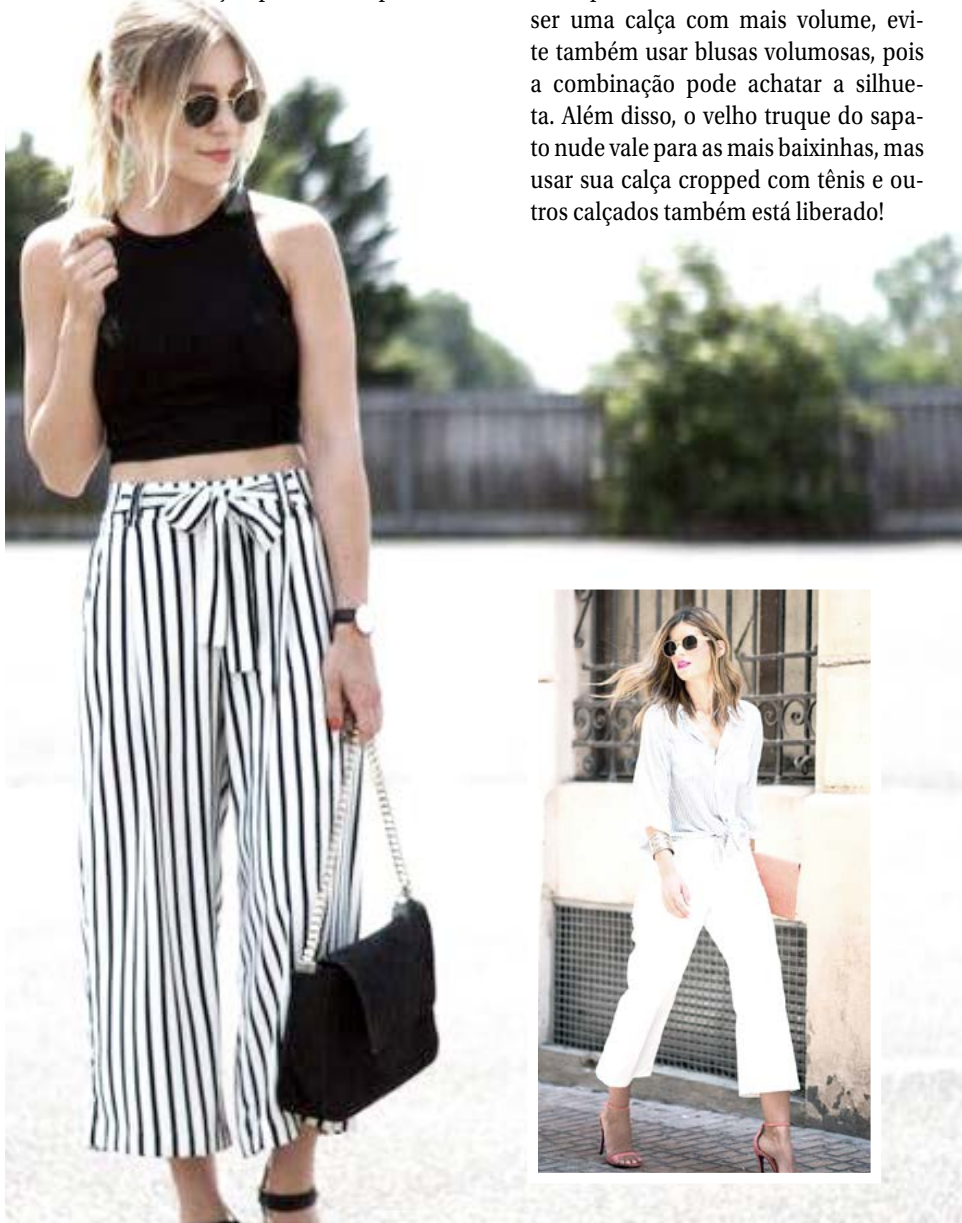 ser uma calça com mais volume, evi-
te também usar blusas volumosas, pois
a combinação pode achatar a silhue-
ta. Além disso, o velho truque do sapa-
to nude vale para as mais baixinhas, mas
usar sua calça cropped com tênis e ou-
tros calçados também está liberado!